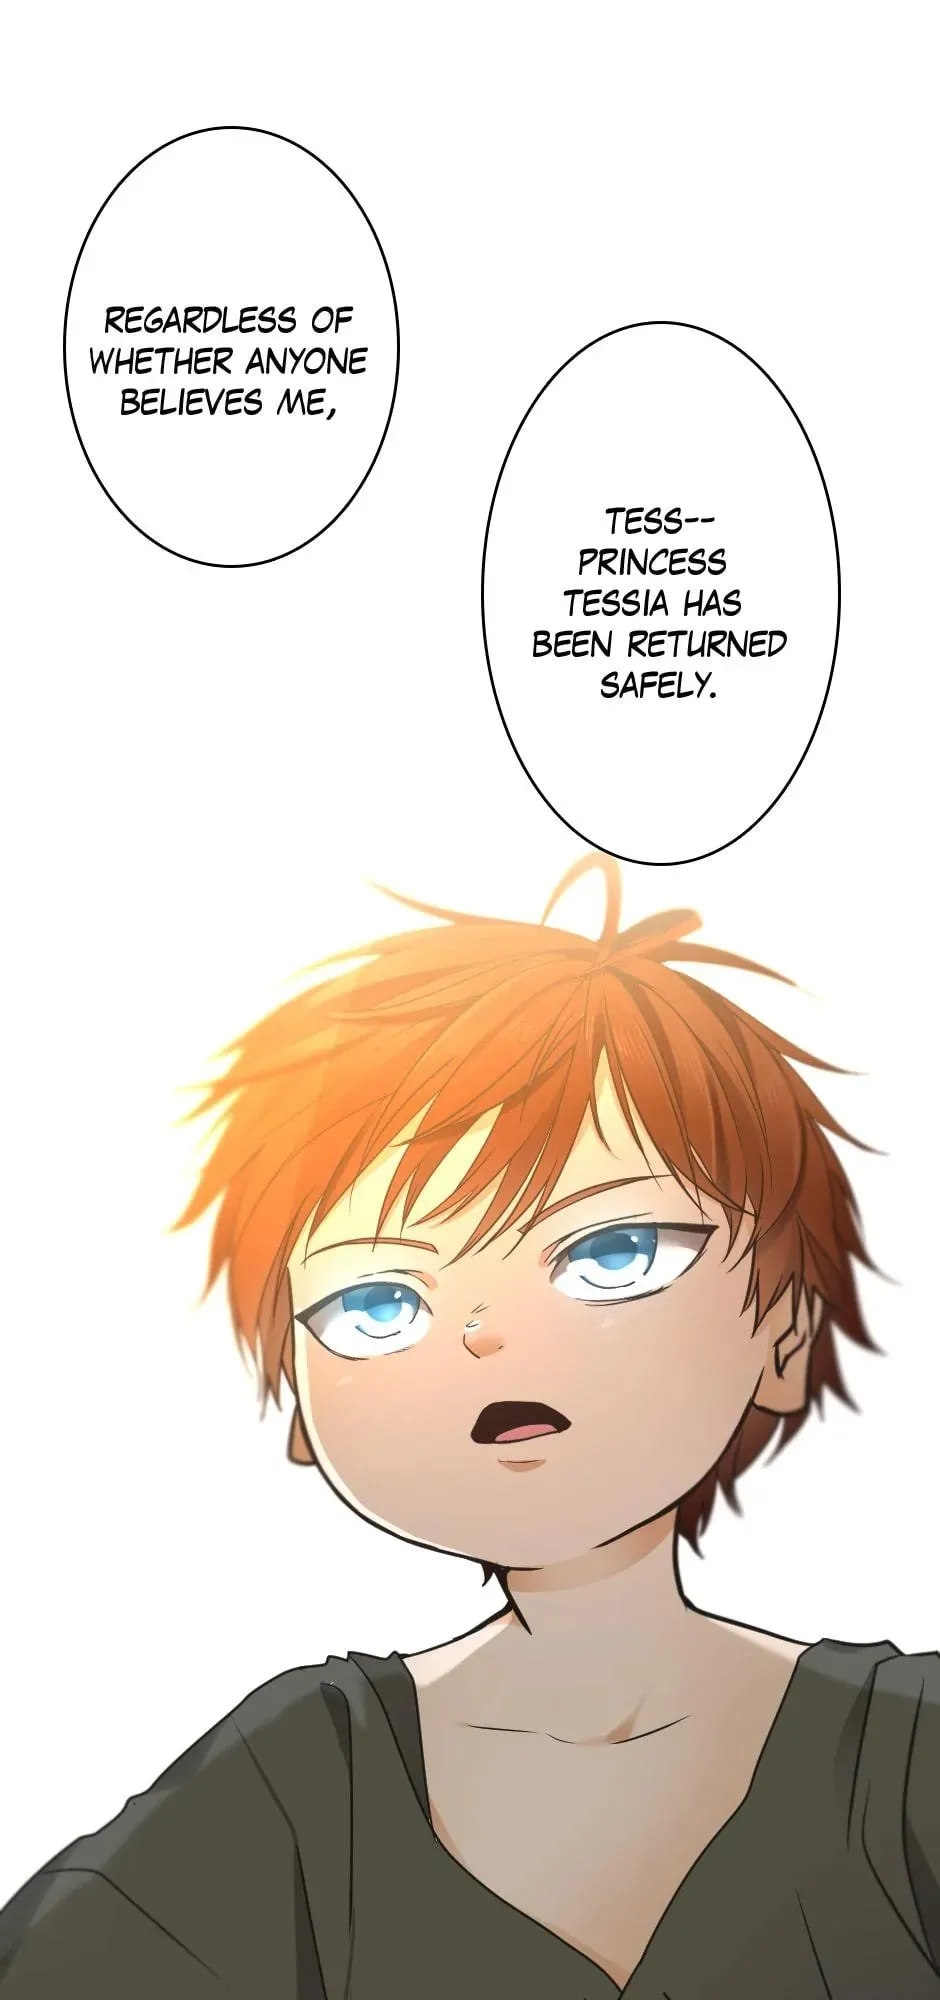 REGARDLESS OF
WHETHER ANYONE
BELIEVES ME,
TESS--
PRINCESS
TESSIA HAS
BEEN RETURNED
SAFELY.